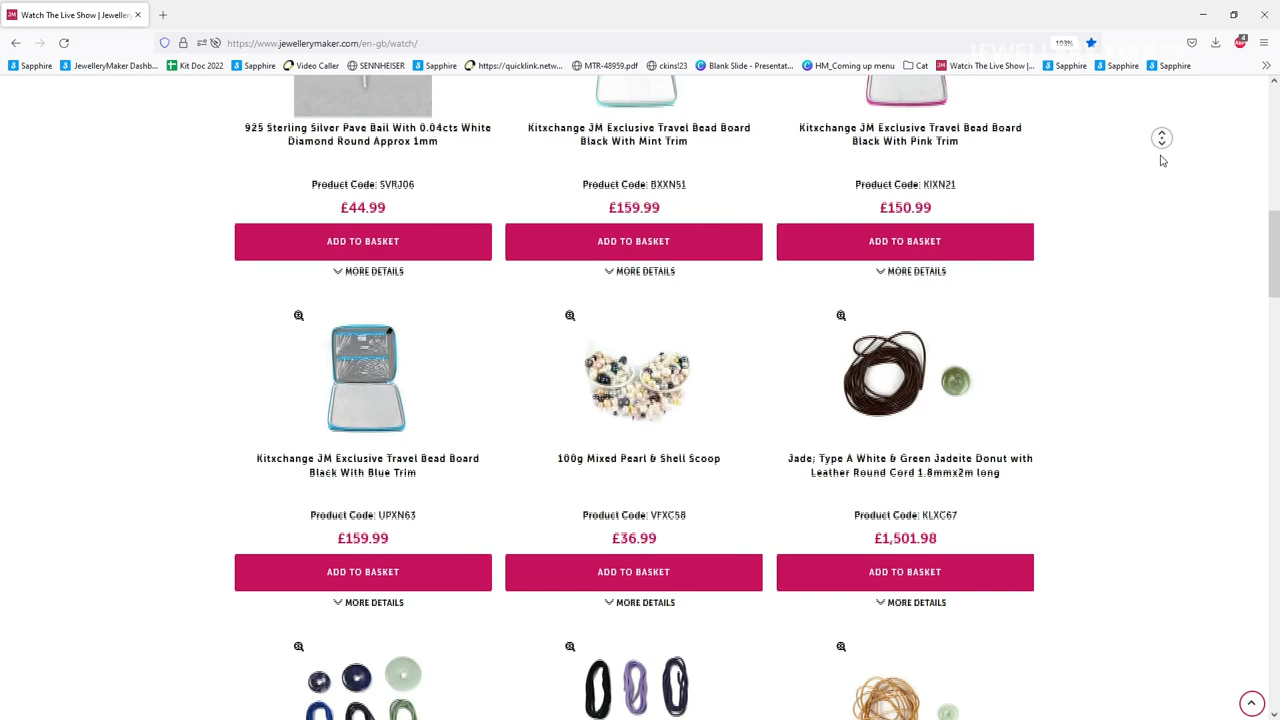 Watch The Live Show | Jeweller
https://www.jewellerymaker.com/en-gb/watch/
103%
4
Sapphire
JewelleryMaker Dashb...
Kit Doc 2022
Sapphire
Video Caller
SENNHEISER
Sapphire
https://quicklink.netw...
MTR-48959.pdf
ckins!23
Blank Slide - Presentat...
HM_Coming up menu
Cat
Watch The Live Show |...
Sapphire
Sapphire
Sapphire
925 Sterling Silver Pave Bail With 0.04cts White
Diamond Round Approx 1mm
Product Code: SVRJ06
£44.99
ADD TO BASKET
MORE DETAILS
Kitxchange JM Exclusive Travel Bead Board
Black With Mint Trim
Product Code: BXXN51
£159.99
ADD TO BASKET
MORE DETAILS
Kitxchange JM Exclusive Travel Bead Board
Black With Pink Trim
Product Code: KIXN21
£150.99
ADD TO BASKET
MORE DETAILS
Kitxchange JM Exclusive Travel Bead Board
Black With Blue Trim
Product Code: UPXN63
£159.99
ADD TO BASKET
MORE DETAILS
100g Mixed Pearl & Shell Scoop
Product Code: VFXC58
£36.99
ADD TO BASKET
MORE DETAILS
Jade; Type A White & Green Jadeite Donut with
Leather Round Cord 1.8mmx2m long
Product Code: KLXC67
£1,501.98
ADD TO BASKET
MORE DETAILS